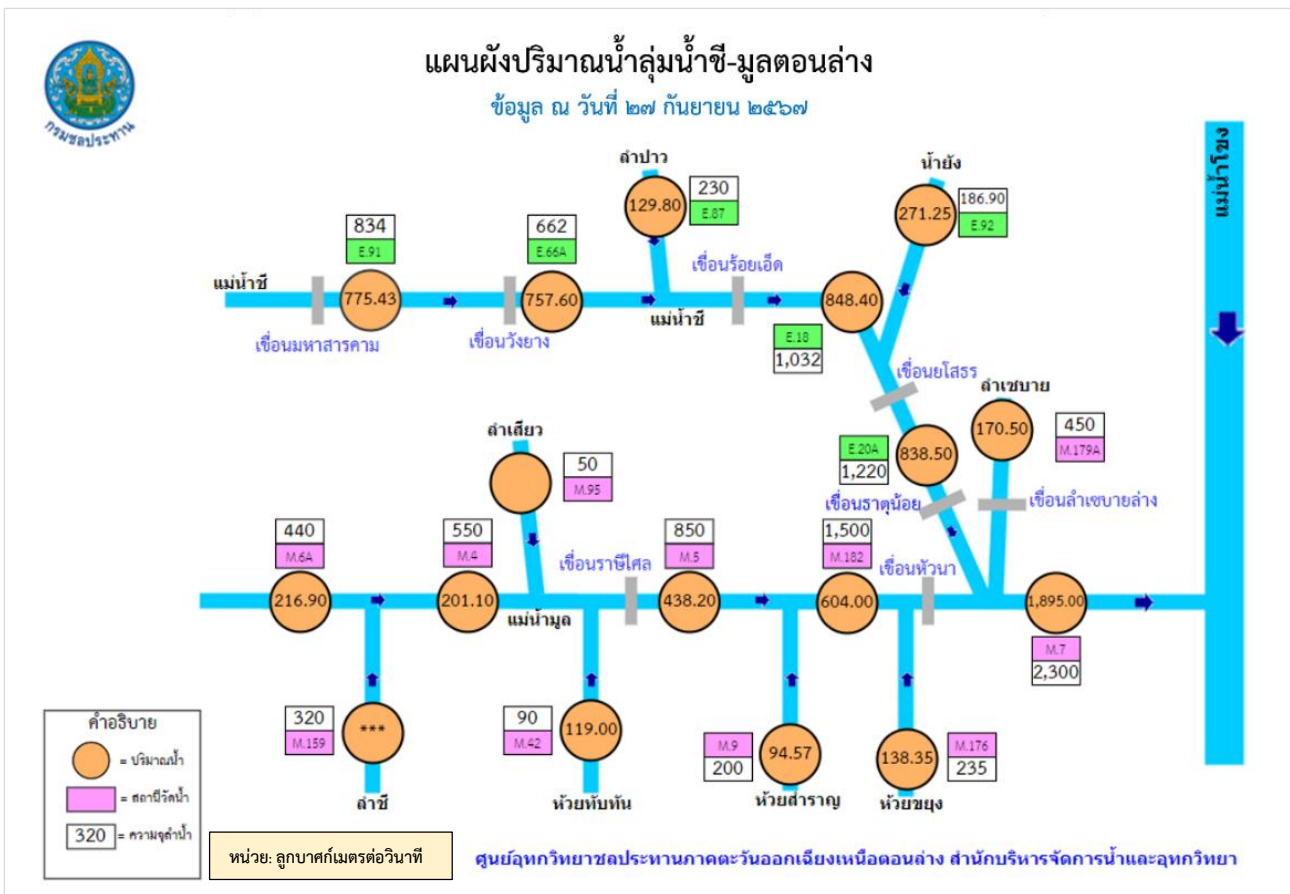 แผนผังปริมาณน้ำลุ่มน้ำชี-มูลตอนล่าง
ข้อมูล ณ วันที่ ๒๗ กันยายน ๒๕๖๗
กรมชลประทาน
แม่น้ำโขง
ลำปาว
129.80
230
E.87
น้ำยัง
271.25
186.90
E.92
834
E.91
662
E.66A
แม่น้ำชี
775.43
757.60
เขื่อนร้อยเอ็ด
848.40
เขื่อนมหาสารคาม
เขื่อนวังยาง
แม่น้ำชี
E.18
1,032
เขื่อนยโสธร
ลำเซบาย
170.50
450
M.179A
E.20A
1,220
838.50
เขื่อนธาตุน้อย
เขื่อนลำเซบายล่าง
ลำเสียว
50
M.95
440
M.6A
550
M.4
เขื่อนราษีไศล
850
M.5
1,500
M.182
เขื่อนหัวนา
216.90
201.10
แม่น้ำมูล
438.20
604.00
1,895.00
M.7
2,300
320
M.159
***
ลำชี
90
M.42
119.00
ห้วยทับทัน
M.9
200
94.57
ห้วยสำราญ
138.35
M.176
235
ห้วยขยุง
คำอธิบาย
= ปริมาณน้ำ
= สถานีวัดน้ำ
320 = ความจุลำน้ำ
หน่วย: ลูกบาศก์เมตรต่อวินาที
ศูนย์อุทกวิทยาชลประทานภาคตะวันออกเฉียงเหนือตอนล่าง สำนักบริหารจัดการน้ำและอุทกวิทยา